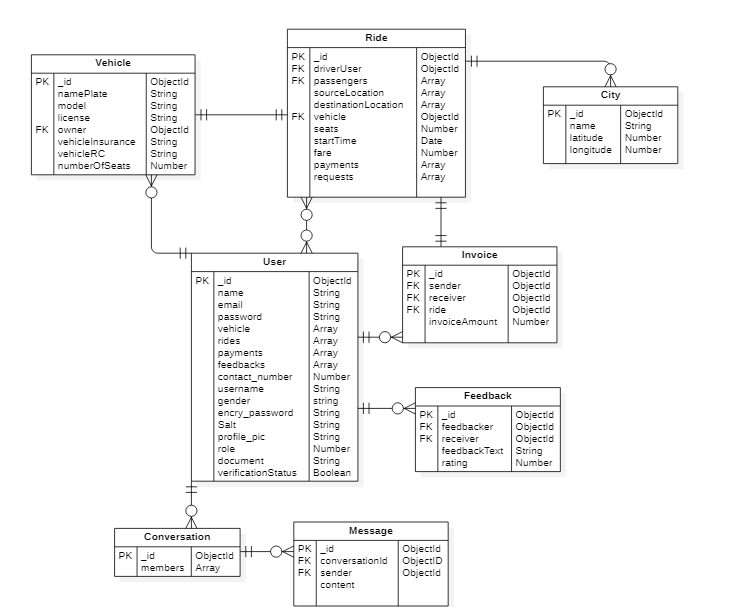 Vehicle
PK _id ObjectId
namePlate String
model String
license String
FK owner ObjectId
vehicleInsurance String
vehicleRC String
numberOfSeats Number
Ride
PK _id ObjectId
FK driverUser ObjectId
FK passengers Array
sourceLocation Array
destinationLocation Array
FK vehicle ObjectId
seats Number
startTime Date
fare Number
payments Array
requests Array
City
PK _id ObjectId
name String
latitude Number
longitude Number
User
PK _id ObjectId
name String
email String
password String
vehicle Array
rides Array
payments Array
feedbacks Array
contact_number Number
username String
gender string
encry_password String
Salt String
profile_pic String
role Number
document String
verificationStatus Boolean
Invoice
PK _id ObjectId
FK sender ObjectId
FK receiver ObjectId
FK ride ObjectId
invoiceAmount Number
Feedback
PK _id ObjectId
FK feedbacker ObjectId
FK receiver ObjectId
feedbackText String
rating Number
Conversation
PK _id ObjectId
members Array
Message
PK _id ObjectId
FK conversationId ObjectID
FK sender ObjectId
content